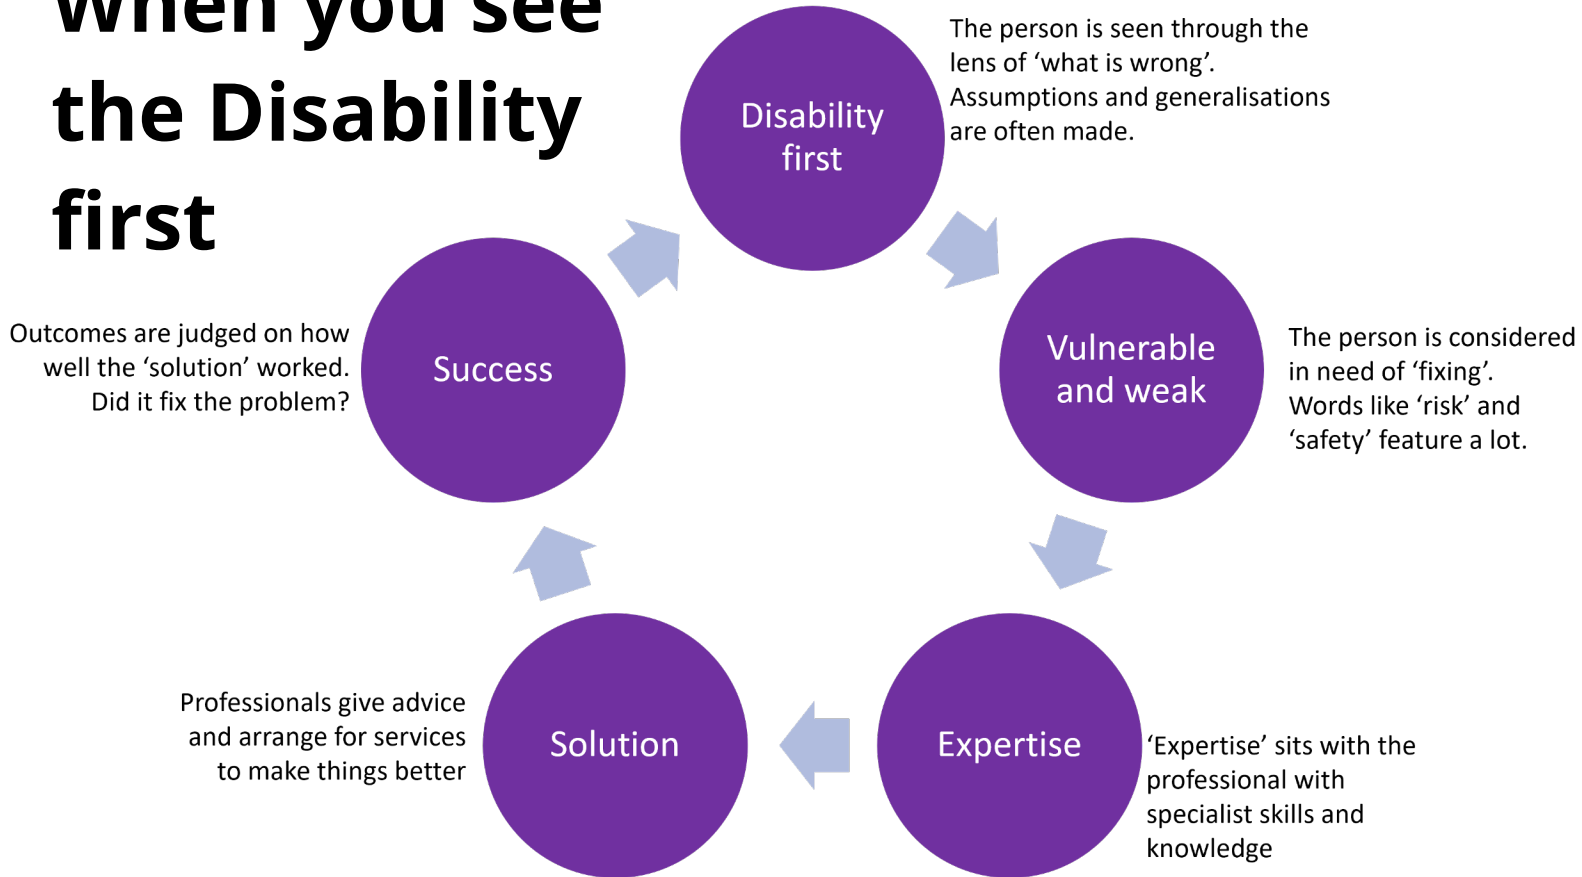 When you see
the Disability
first
Disability
first
The person is seen through the
lens of ‘what is wrong’.
Assumptions and generalisations
are often made.
Vulnerable
and weak
The person is considered
in need of ‘fixing’.
Words like ‘risk’ and
‘safety’ feature a lot.
Expertise
‘Expertise’ sits with the
professional with
specialist skills and
knowledge
Solution
Professionals give advice
and arrange for services
to make things better
Success
Outcomes are judged on how
well the ‘solution’ worked.
Did it fix the problem?